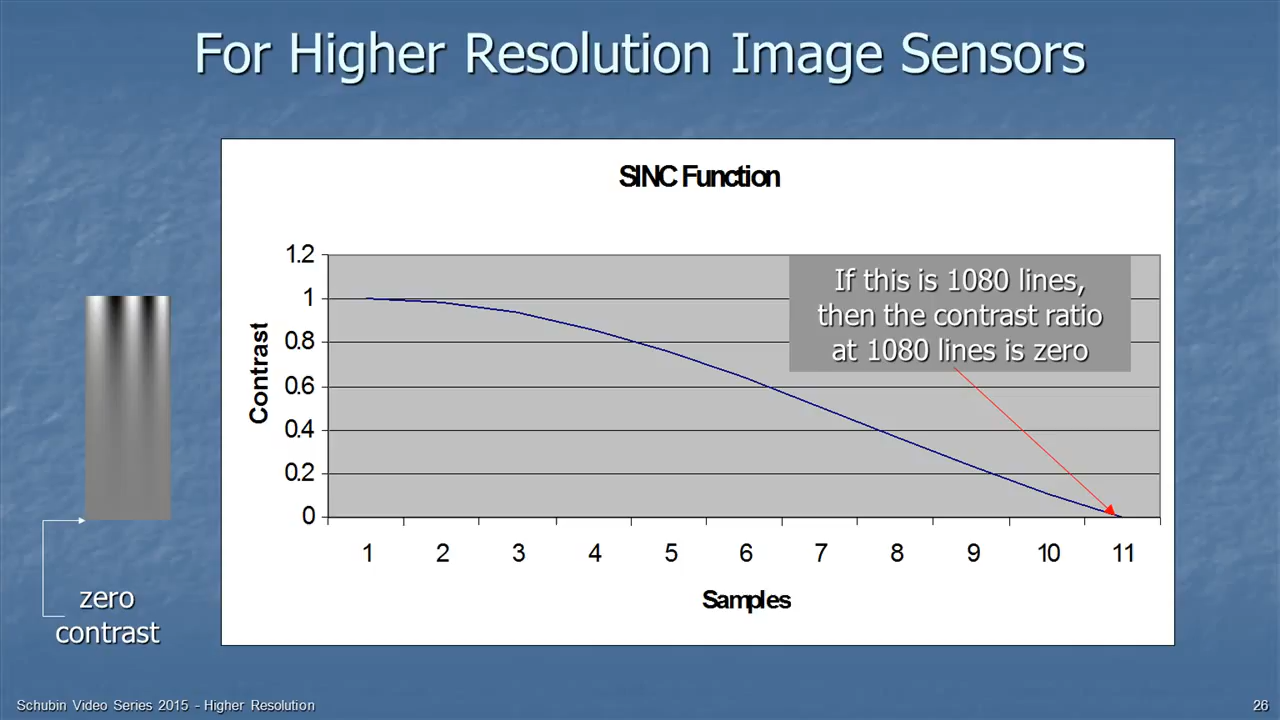 For Higher Resolution Image Sensors
SINC Function
If this is 1080 lines,
then the contrast ratio
at 1080 lines is zero
Contrast
1.2
1
0.8
0.6
0.4
0.2
0
1 2 3 4 5 6 7 8 9 10 11
Samples
zero
contrast
Schubin Video Series 2015 - Higher Resolution
26